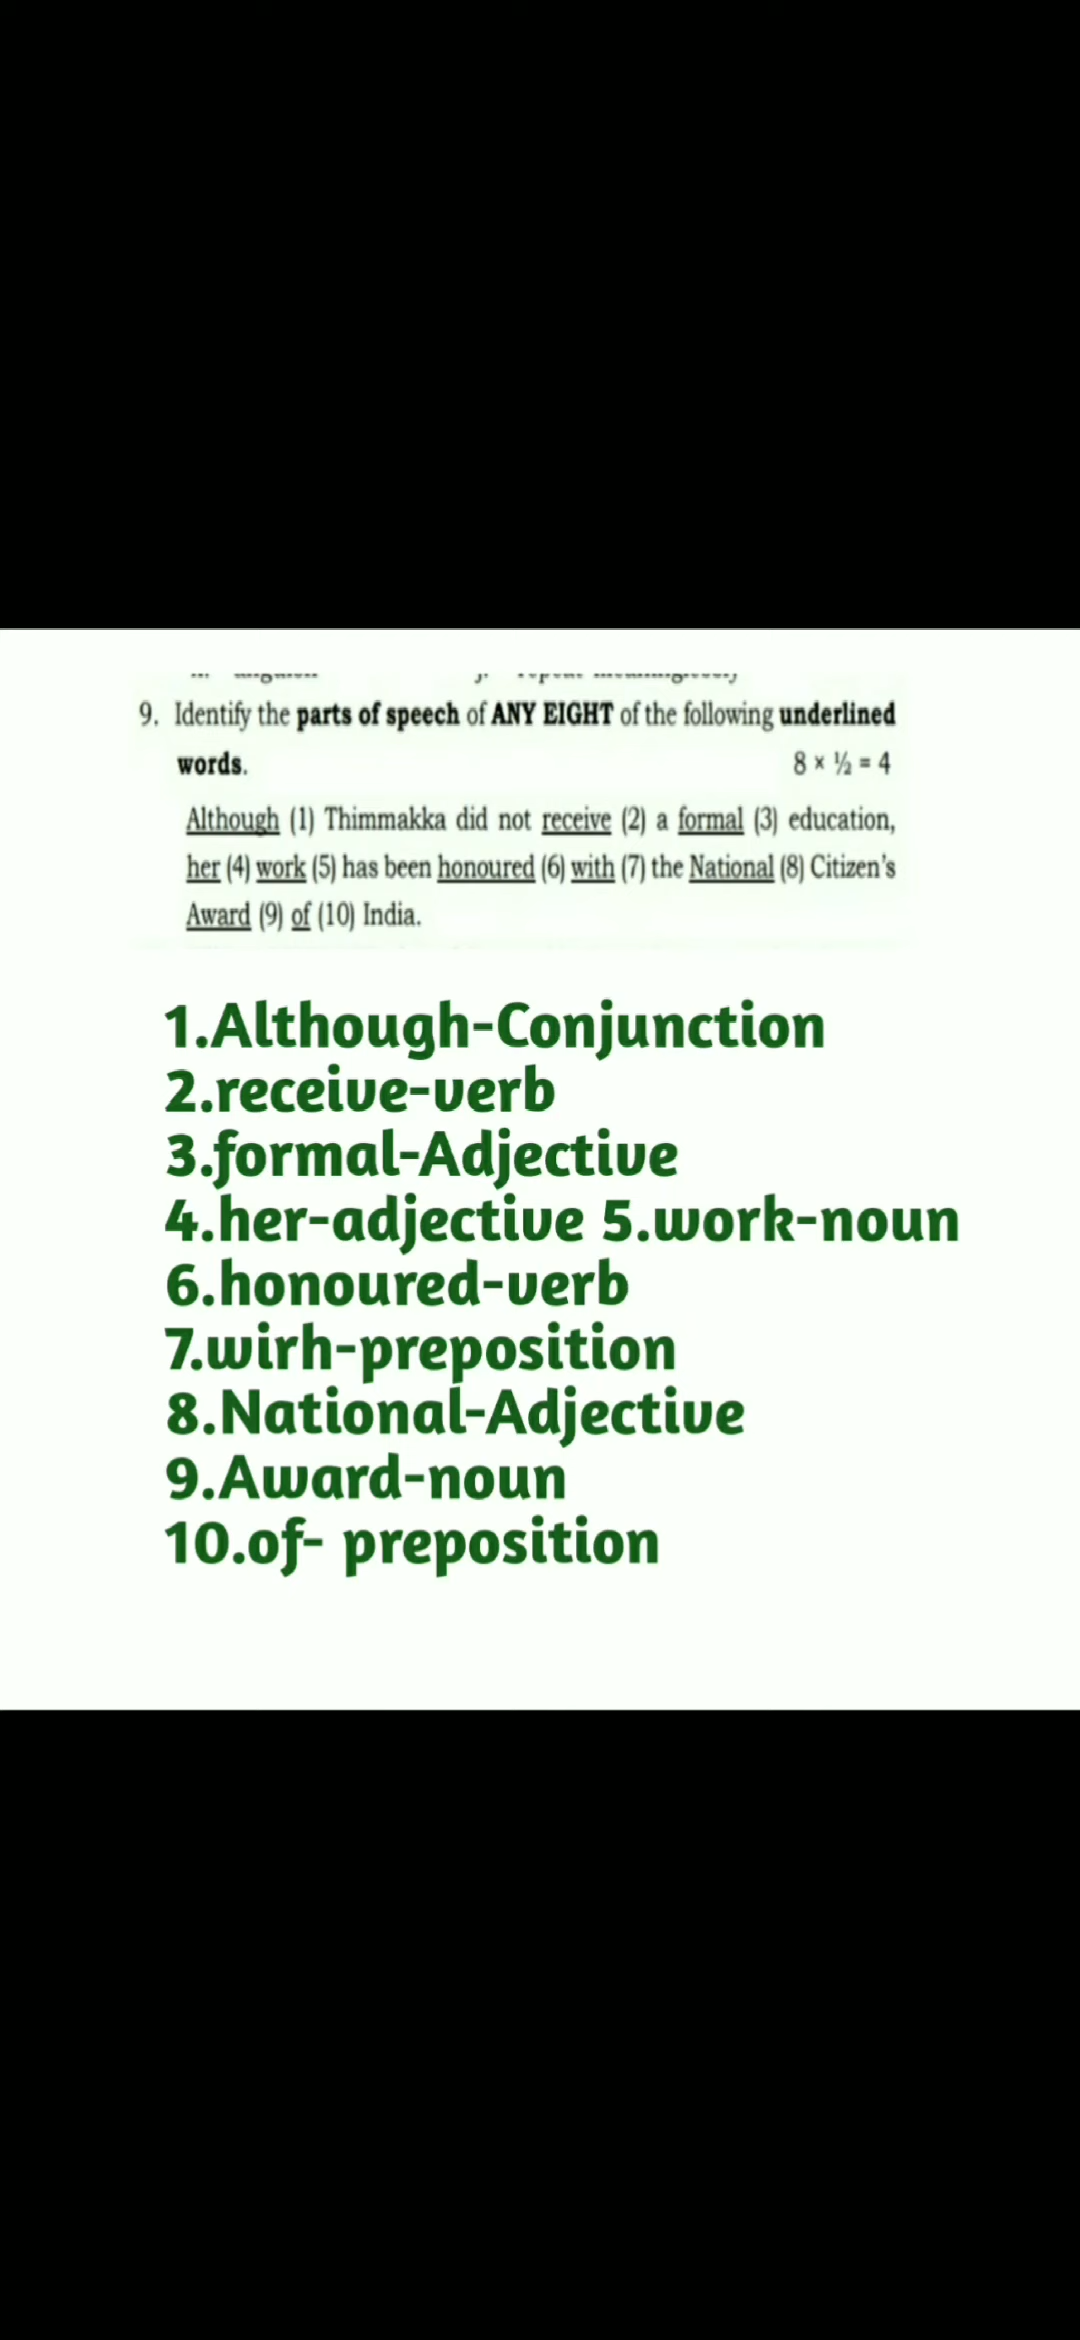 9. Identify the parts of speech of ANY EIGHT of the following underlined
words. 8 × ½ = 4
Although (1) Thimmakka did not receive (2) a formal (3) education,
her (4) work (5) has been honoured (6) with (7) the National (8) Citizen's
Award (9) of (10) India.
1.Although-Conjunction
2.receive-verb
3.formal-Adjective
4.her-adjective 5.work-noun
6.honoured-verb
7.wirh-preposition
8.National-Adjective
9.Award-noun
10.of- preposition